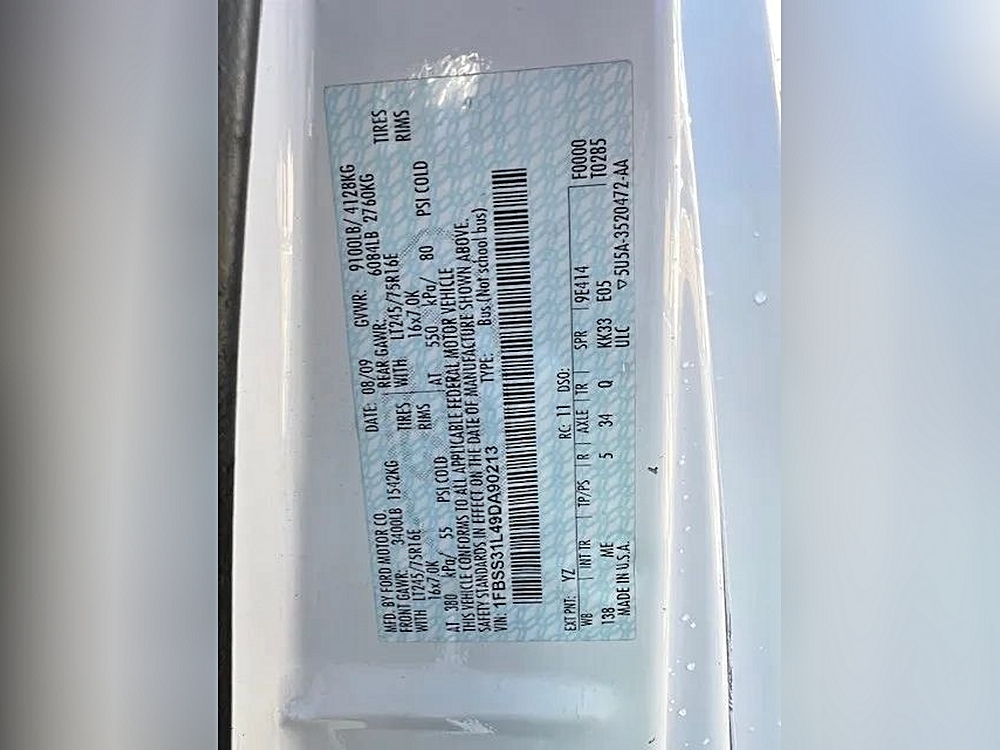 MFD. BY FORD MOTOR CO. DATE: 08/09 GVWR: 9100LB/ 4128KG
FRONT GAWR: 3400LB 1542KG REAR GAWR: 6084LB 2760KG
WITH LT245/75R16E TIRES WITH LT245/75R16E TIRES
16x7.0K RIMS 16x7.0K RIMS
AT 380 kPa/ 55 PSI COLD AT 550 kPa/ 80 PSI COLD
THIS VEHICLE CONFORMS TO ALL APPLICABLE FEDERAL MOTOR VEHICLE
SAFETY STANDARDS IN EFFECT ON THE DATE OF MANUFACTURE SHOWN ABOVE.
VIN: 1FBSS31L49DA90213 TYPE: Bus (Not school bus)
EXT PNT: YZ RC: 11 DSO: F0000
WB INT TR TP/PS R AXLE TR SPR 9E414 T0285
138 ME 5 34 Q KK33 E05
MADE IN U.S.A. ULC ▽5U5A-3520472-AA